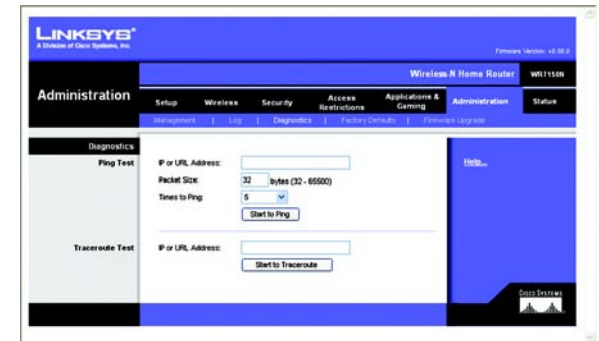 LINKSYS®
A Division of Cisco Systems, Inc.
Firmware Version: v0.00.2
Wireless-N Home Router WRT150N
Administration
Setup Wireless Security Access Restrictions Applications & Gaming Administration Status
Management | Log | Diagnostics | Factory Defaults | Firmware Upgrade
Diagnostics
Ping Test
IP or URL Address:
Packet Size: 32 bytes (32 - 65500)
Times to Ping: 5
Start to Ping
Help...
Traceroute Test
IP or URL Address:
Start to Traceroute
CISCO SYSTEMS